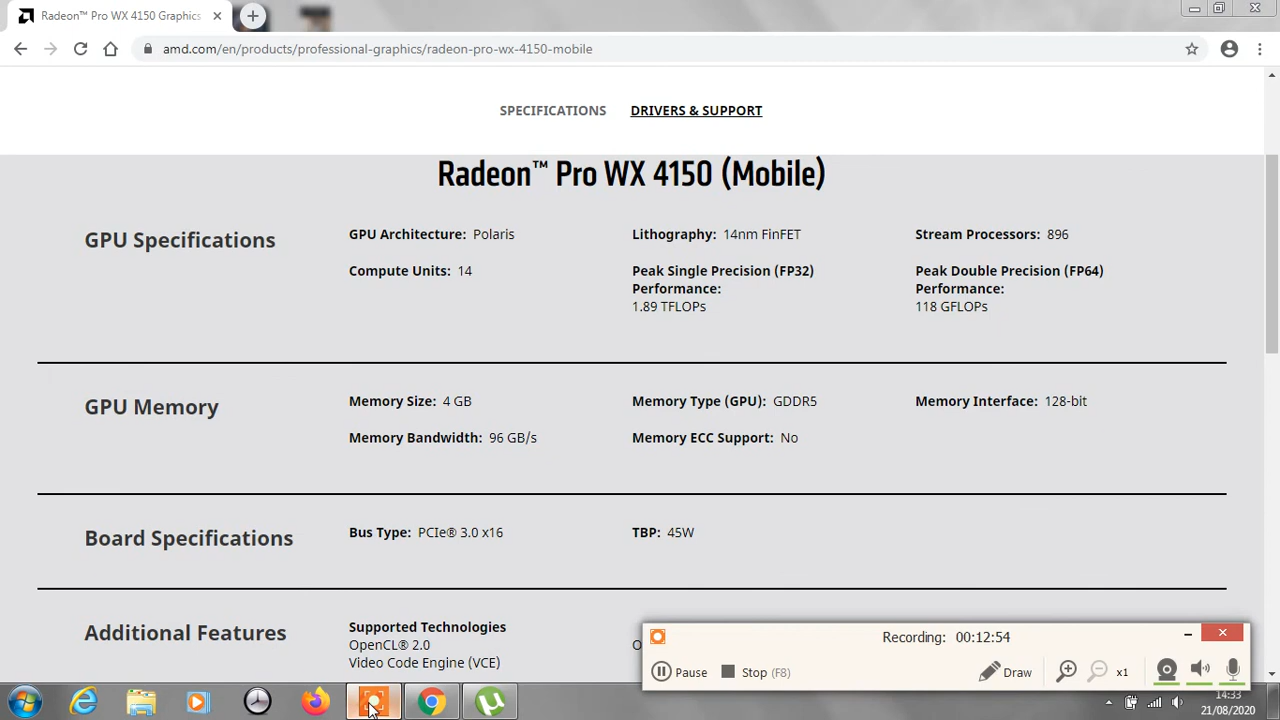 Radeon™ Pro WX 4150 Graphics
amd.com/en/products/professional-graphics/radeon-pro-wx-4150-mobile
SPECIFICATIONS DRIVERS & SUPPORT
Radeon™ Pro WX 4150 (Mobile)
GPU Specifications
GPU Architecture: Polaris
Lithography: 14nm FinFET
Stream Processors: 896
Compute Units: 14
Peak Single Precision (FP32)
Performance:
1.89 TFLOPs
Peak Double Precision (FP64)
Performance:
118 GFLOPs
GPU Memory
Memory Size: 4 GB
Memory Type (GPU): GDDR5
Memory Interface: 128-bit
Memory Bandwidth: 96 GB/s
Memory ECC Support: No
Board Specifications
Bus Type: PCIe® 3.0 x16
TBP: 45W
Additional Features
Supported Technologies
OpenCL® 2.0
Video Code Engine (VCE)
Recording: 00:12:54
Pause
Stop (F8)
Draw
x1
14:33
21/08/2020